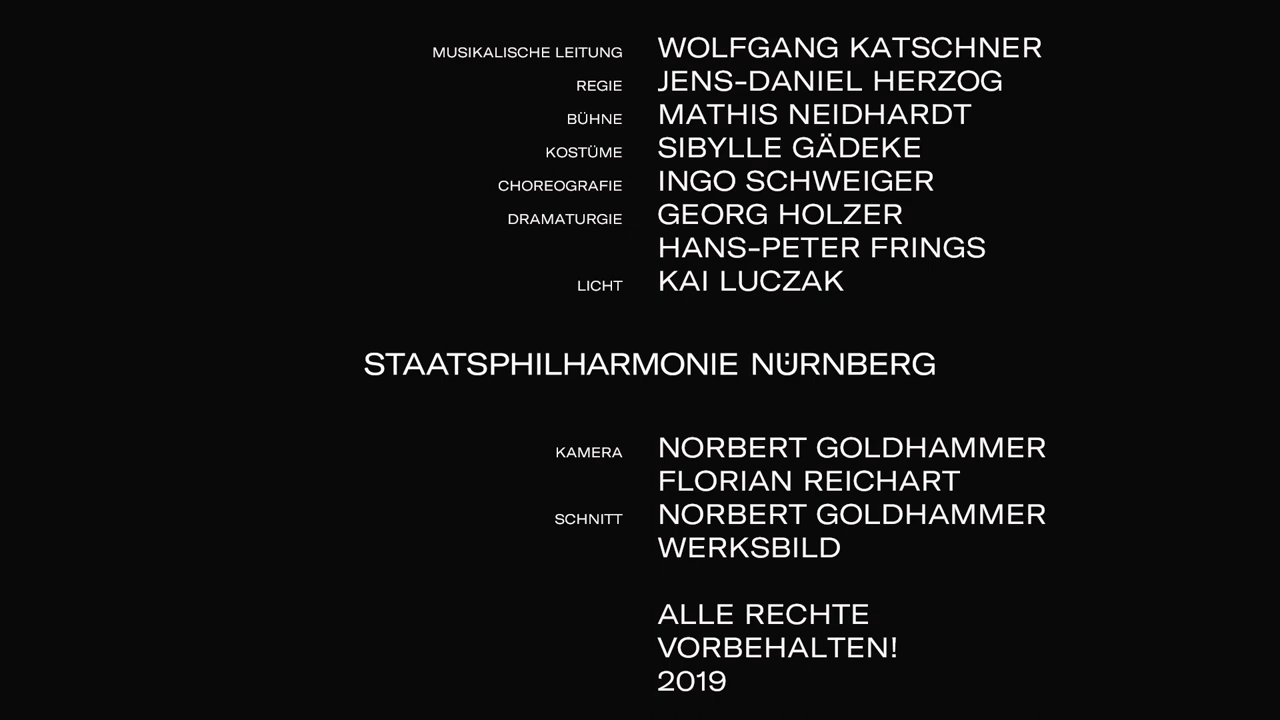 MUSIKALISCHE LEITUNG WOLFGANG KATSCHNER
REGIE JENS-DANIEL HERZOG
BÜHNE MATHIS NEIDHARDT
KOSTÜME SIBYLLE GÄDEKE
CHOREOGRAFIE INGO SCHWEIGER
DRAMATURGIE GEORG HOLZER
HANS-PETER FRINGS
LICHT KAI LUCZAK
STAATSPHILHARMONIE NÜRNBERG
KAMERA NORBERT GOLDHAMMER
FLORIAN REICHART
SCHNITT NORBERT GOLDHAMMER
WERKSBILD
ALLE RECHTE
VORBEHALTEN!
2019